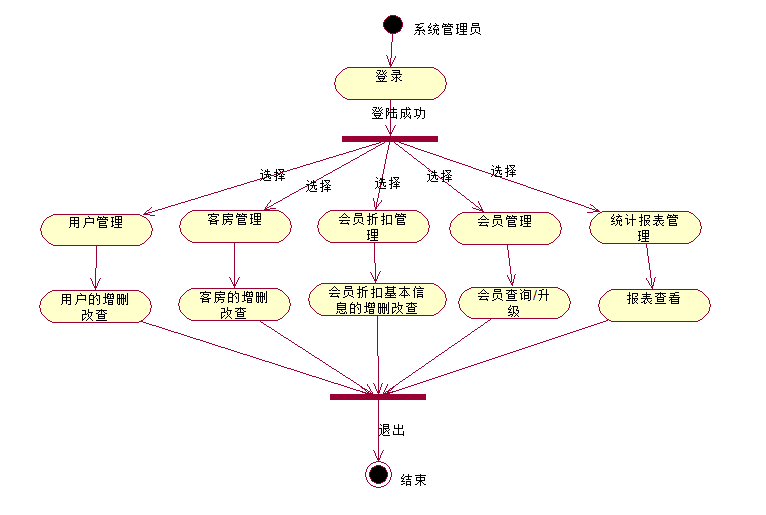 系统管理员
登录
登陆成功
选择
选择
选择
选择
选择
用户管理
客房管理
会员折扣管
理
会员管理
统计报表管
理
用户的增删
改查
客房的增删
改查
会员折扣基本信
息的增删改查
会员查询/升
级
报表查看
退出
结束